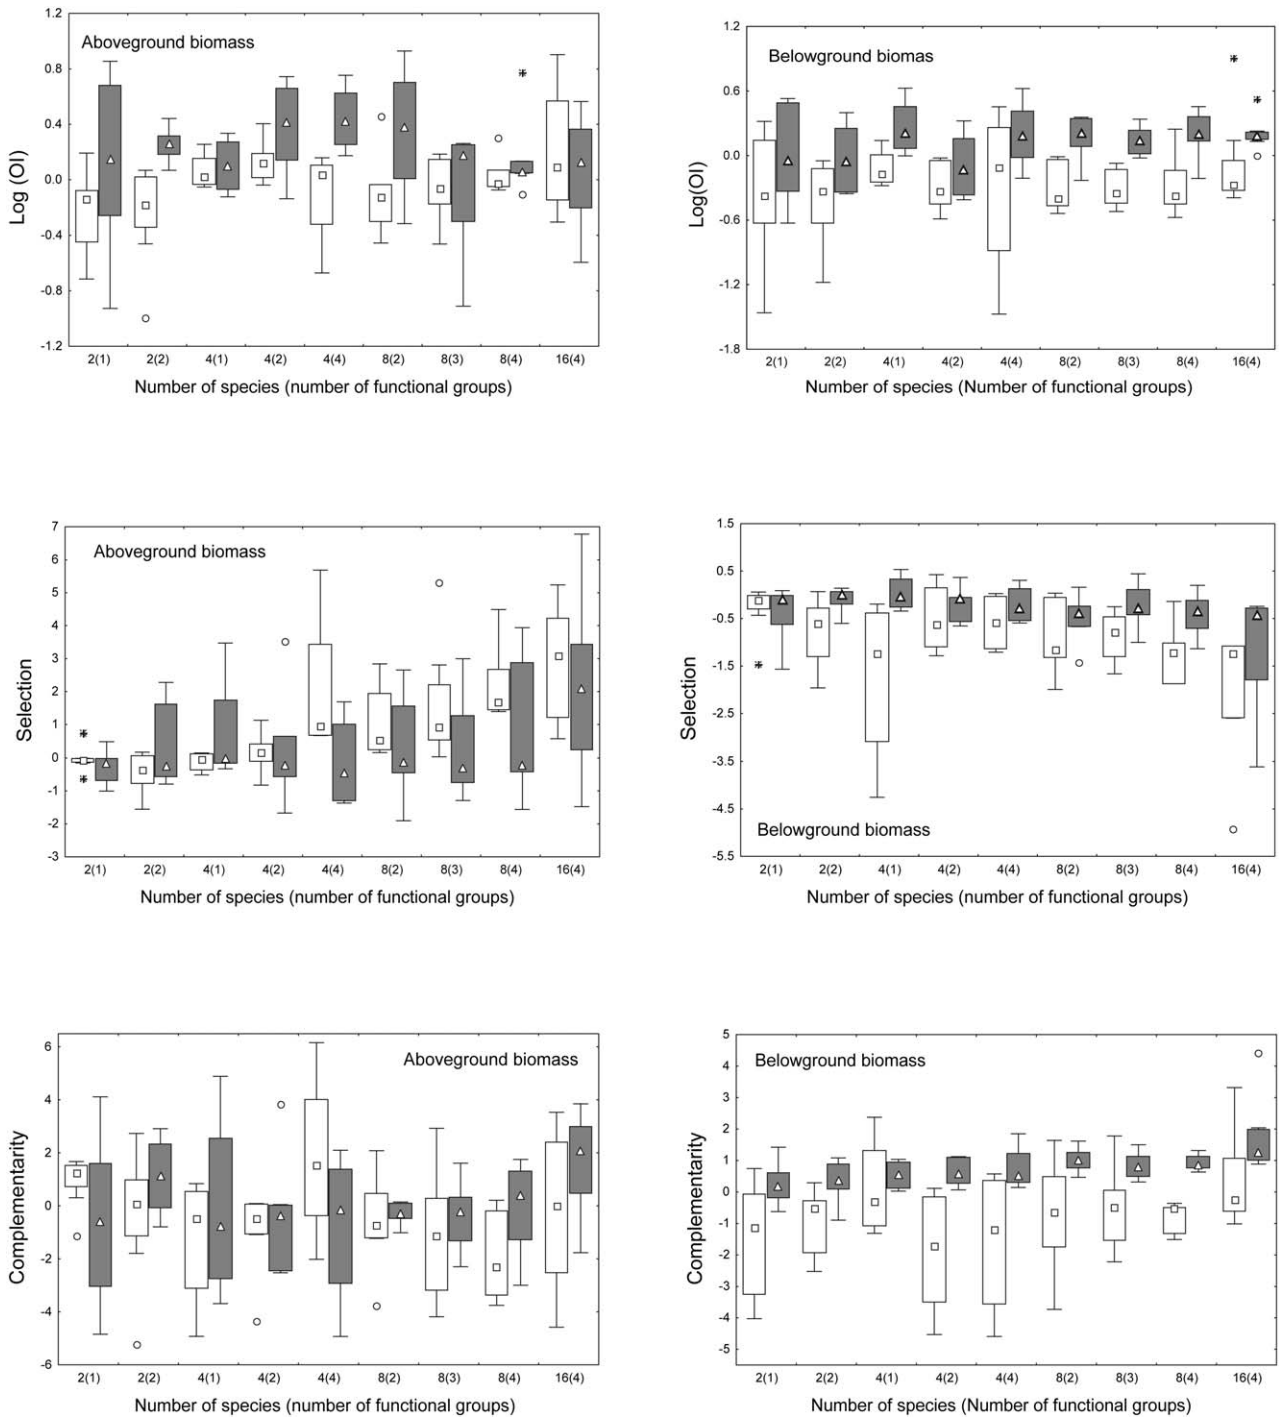 Aboveground biomass
Log (OI)
1.2
0.8
0.4
0.0
-0.4
-0.8
-1.2
2(1) 2(2) 4(1) 4(2) 4(4) 8(2) 8(3) 8(4) 16(4)
Number of species (number of functional groups)
Belowground biomas
Log(OI)
1.2
0.6
0.0
-0.6
-1.2
-1.8
2(1) 2(2) 4(1) 4(2) 4(4) 8(2) 8(3) 8(4) 16(4)
Number of species (Number of functional groups)
Aboveground biomass
Selection
7
6
5
4
3
2
1
0
-1
-2
-3
2(1) 2(2) 4(1) 4(2) 4(4) 8(2) 8(3) 8(4) 16(4)
Number of species (number of functional groups)
Belowground biomass
Selection
1.5
0.5
-0.5
-1.5
-2.5
-3.5
-4.5
-5.5
2(1) 2(2) 4(1) 4(2) 4(4) 8(2) 8(3) 8(4) 16(4)
Number of species (number of functional groups)
Aboveground biomass
Complementarity
6
4
2
0
-2
-4
-6
2(1) 2(2) 4(1) 4(2) 4(4) 8(2) 8(3) 8(4) 16(4)
Number of species (number of functional groups)
Belowground biomass
Complementarity
5
4
3
2
1
0
-1
-2
-3
-4
-5
2(1) 2(2) 4(1) 4(2) 4(4) 8(2) 8(3) 8(4) 16(4)
Number of species (Number of functional groups)